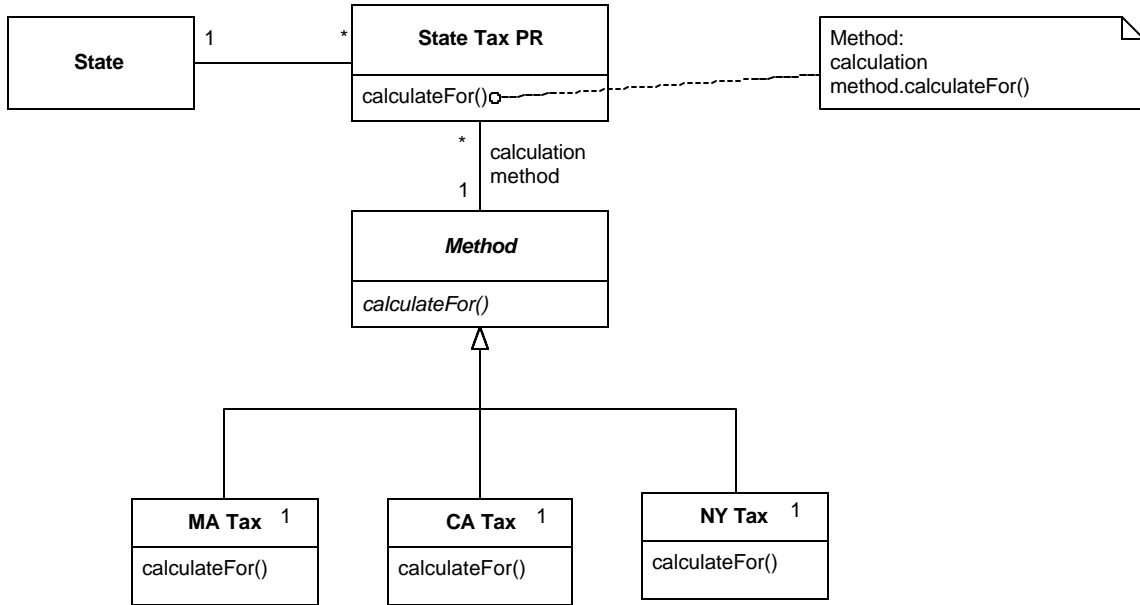 State
1
*
State Tax PR
calculateFor()
Method:
calculation
method.calculateFor()
*
calculation
method
1
Method
calculateFor()
MA Tax 1
calculateFor()
CA Tax 1
calculateFor()
NY Tax 1
calculateFor()